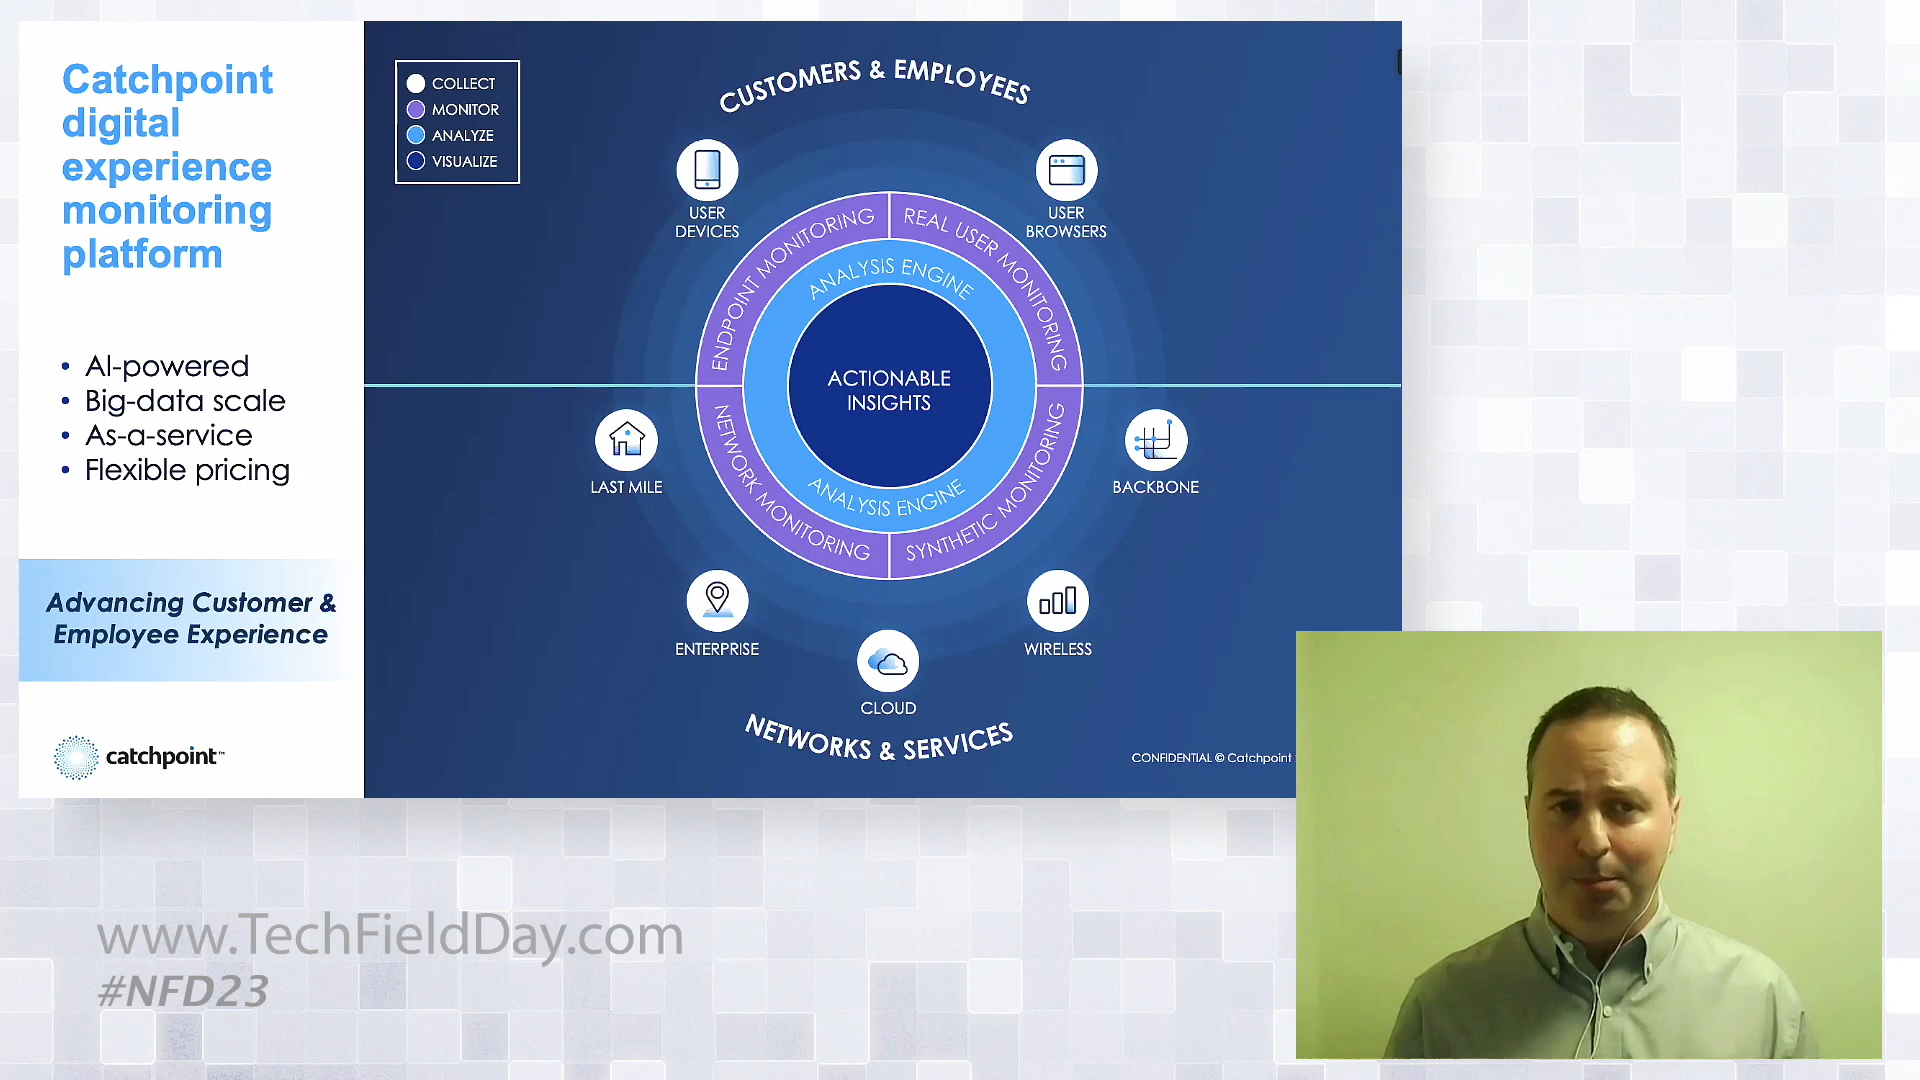 Catchpoint
digital
experience
monitoring
platform
• AI-powered
• Big-data scale
• As-a-service
• Flexible pricing
Advancing Customer &
Employee Experience
catchpoint™
COLLECT
MONITOR
ANALYZE
VISUALIZE
CUSTOMERS & EMPLOYEES
USER
DEVICES
USER
BROWSERS
ENDPOINT MONITORING
REAL USER MONITORING
ANALYSIS ENGINE
ACTIONABLE
INSIGHTS
ANALYSIS ENGINE
NETWORK MONITORING
SYNTHETIC MONITORING
LAST MILE
BACKBONE
ENTERPRISE
WIRELESS
CLOUD
NETWORKS & SERVICES
CONFIDENTIAL © Catchpoint
www.TechFieldDay.com
#NFD23